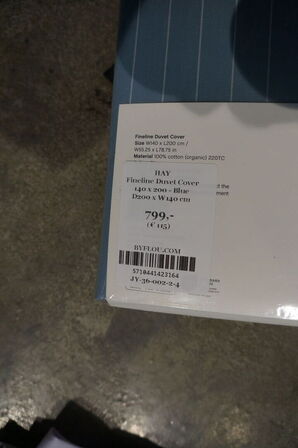 Fineline Duvet Cover
Size W140 x L200 cm /
W55.25 x L78.75 in
Material 100% cotton (organic) 220TC
HAY
Fineline Duvet Cover
140 x 200 - Blue
D200 x W140 cm
799,-
(€ 115)
BYFLOU.COM
5710441423164
JY-36-002-2-4